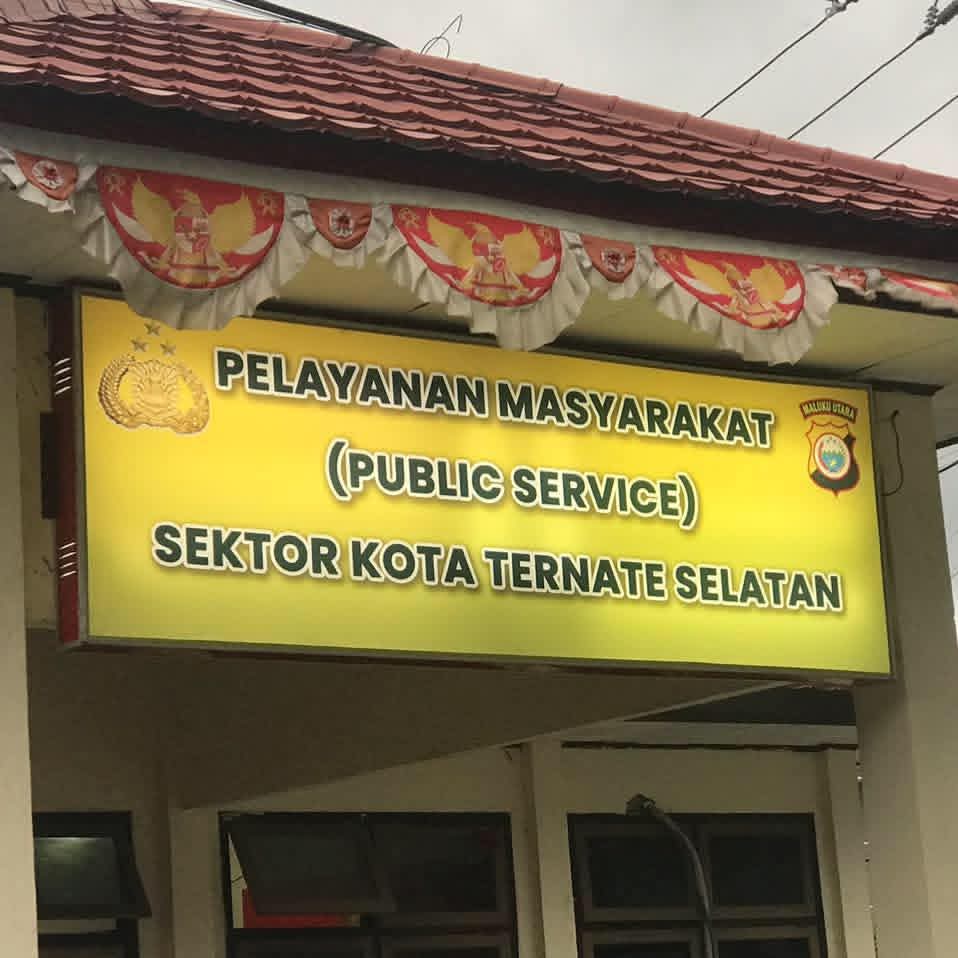 PELAYANAN MASYARAKAT
(PUBLIC SERVICE)
SEKTOR KOTA TERNATE SELATAN
MALUKU UTARA